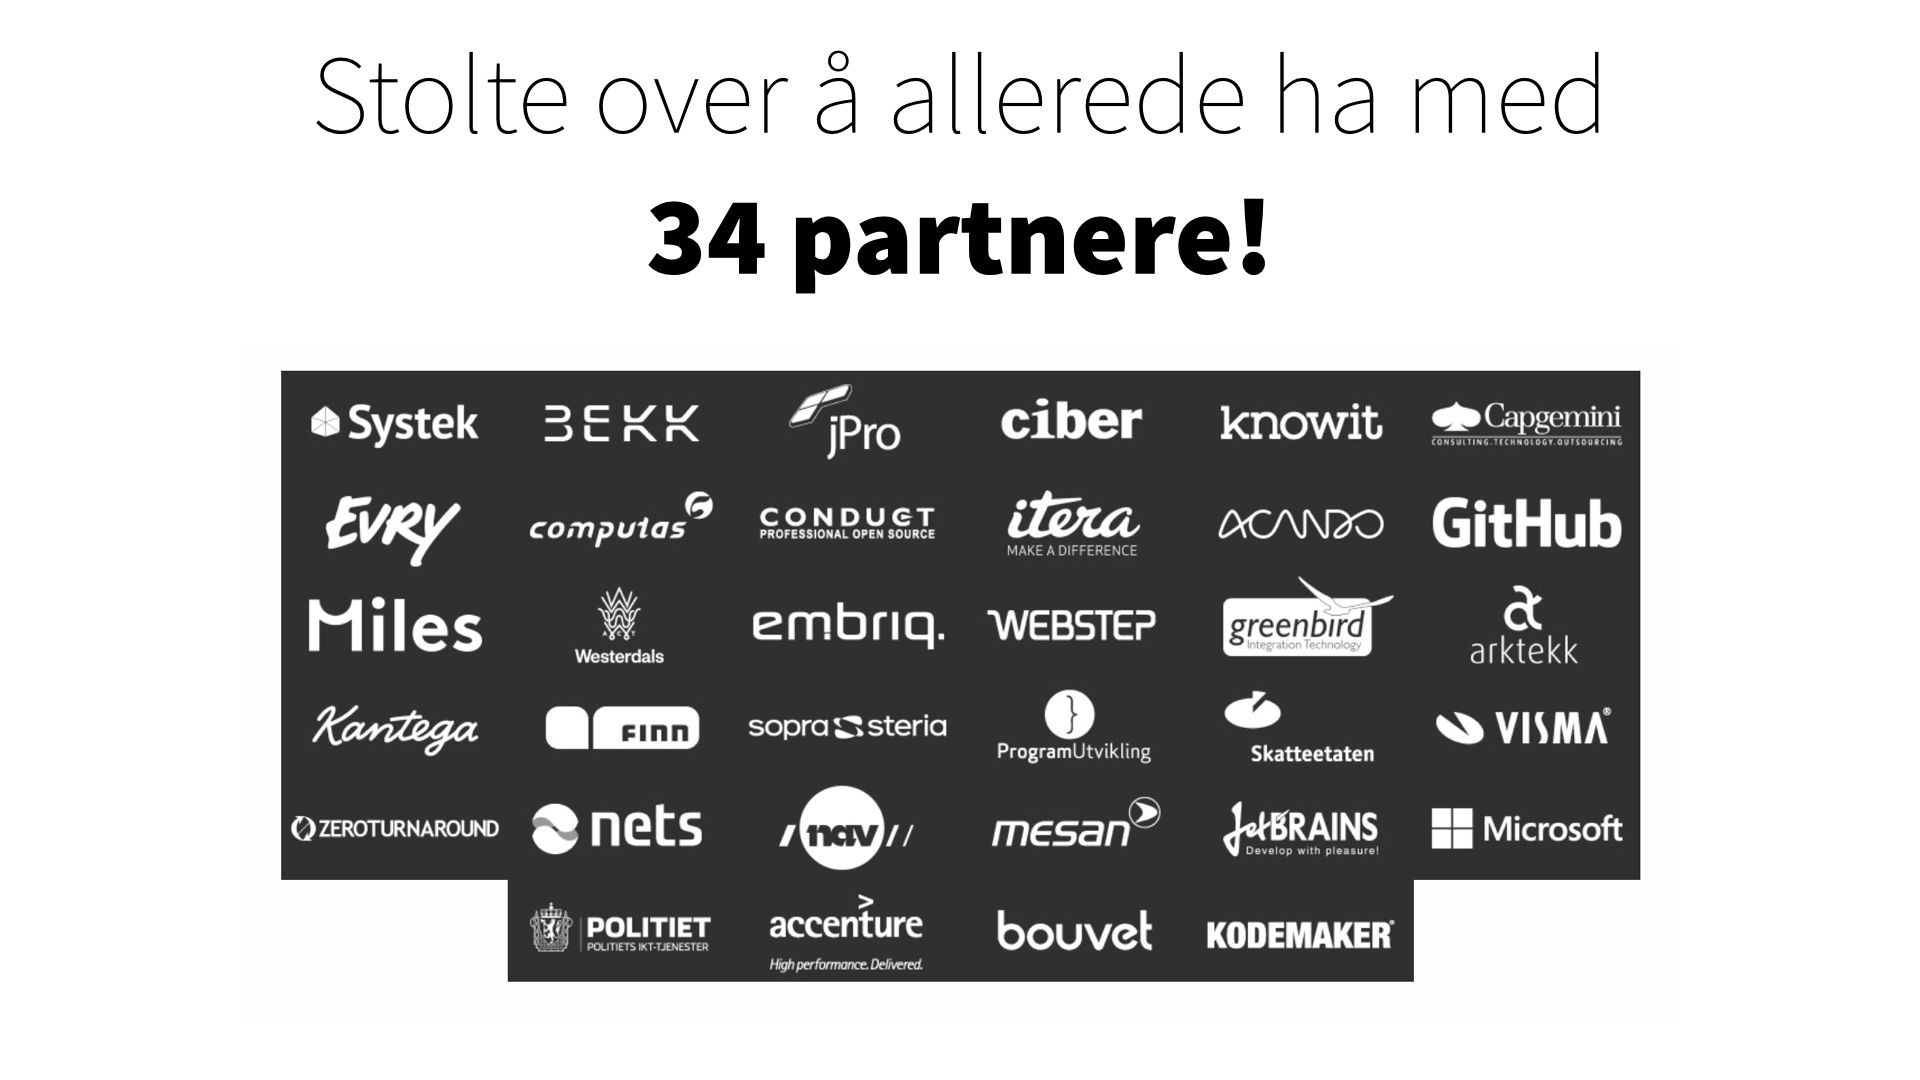 Stolte over å allerede ha med
34 partnere!
Systek
BEKK
jPro
ciber
knowit
Capgemini
CONSULTING.TECHNOLOGY.OUTSOURCING
EVRY
computas
CONDUCT
PROFESSIONAL OPEN SOURCE
itera
MAKE A DIFFERENCE
ACANDO
GitHub
Miles
ACT
Westerdals
embriq.
WEBSTEP
greenbird
Integration Technology
arktekk
Kantega
FINN
sopra steria
}
ProgramUtvikling
Skatteetaten
VISMA®
ZEROTURNAROUND
nets
nav
mesan
JetBRAINS
Develop with pleasure!
Microsoft
POLITIET
POLITIETS IKT-TJENESTER
accenture
High performance. Delivered.
bouvet
KODEMAKER®